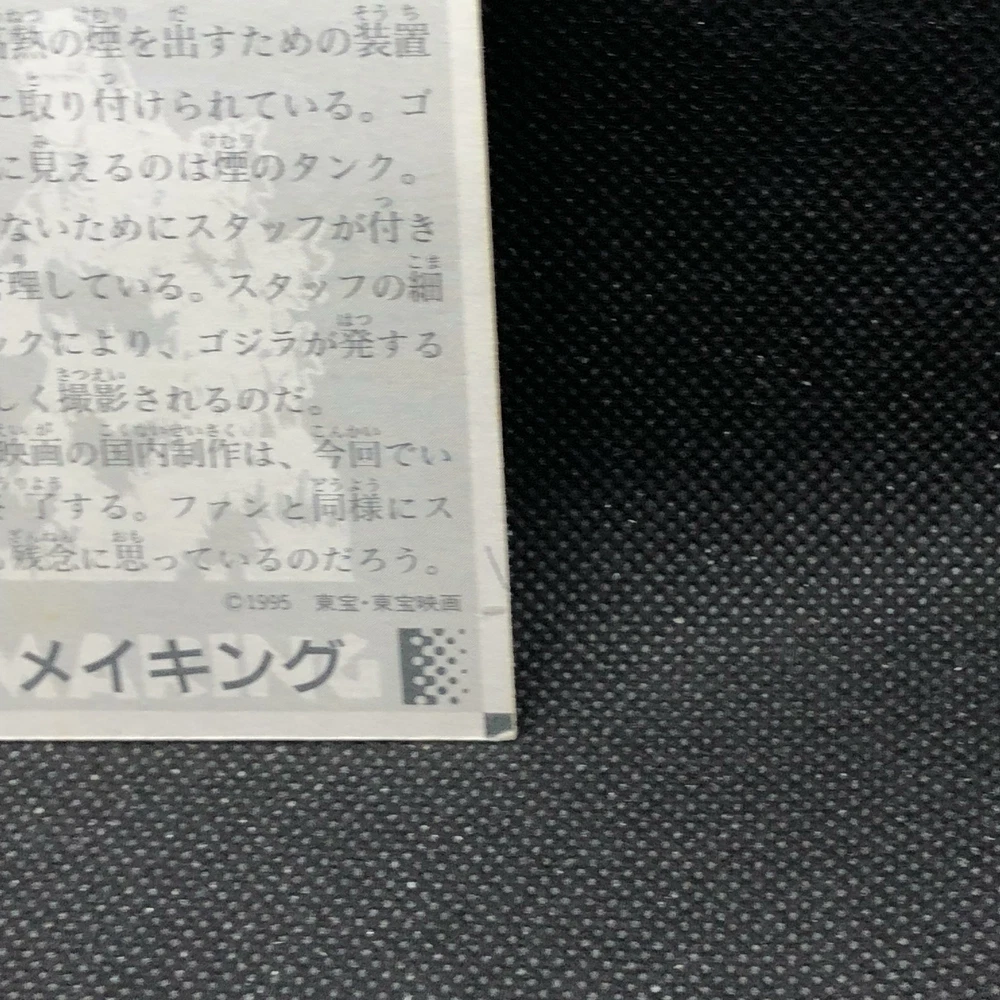 熱の煙を出すための装置
に取り付けられている。ゴ
に見えるのは煙のタンク。
ないためにスタッフが付き
理している。スタッフの細
ックにより、ゴジラが発する
しく撮影されるのだ。
映画の国内制作は、今回でい
了する。ファンと同様にス
残念に思っているのだろう。
©1995 東宝・東宝映画
メイキング